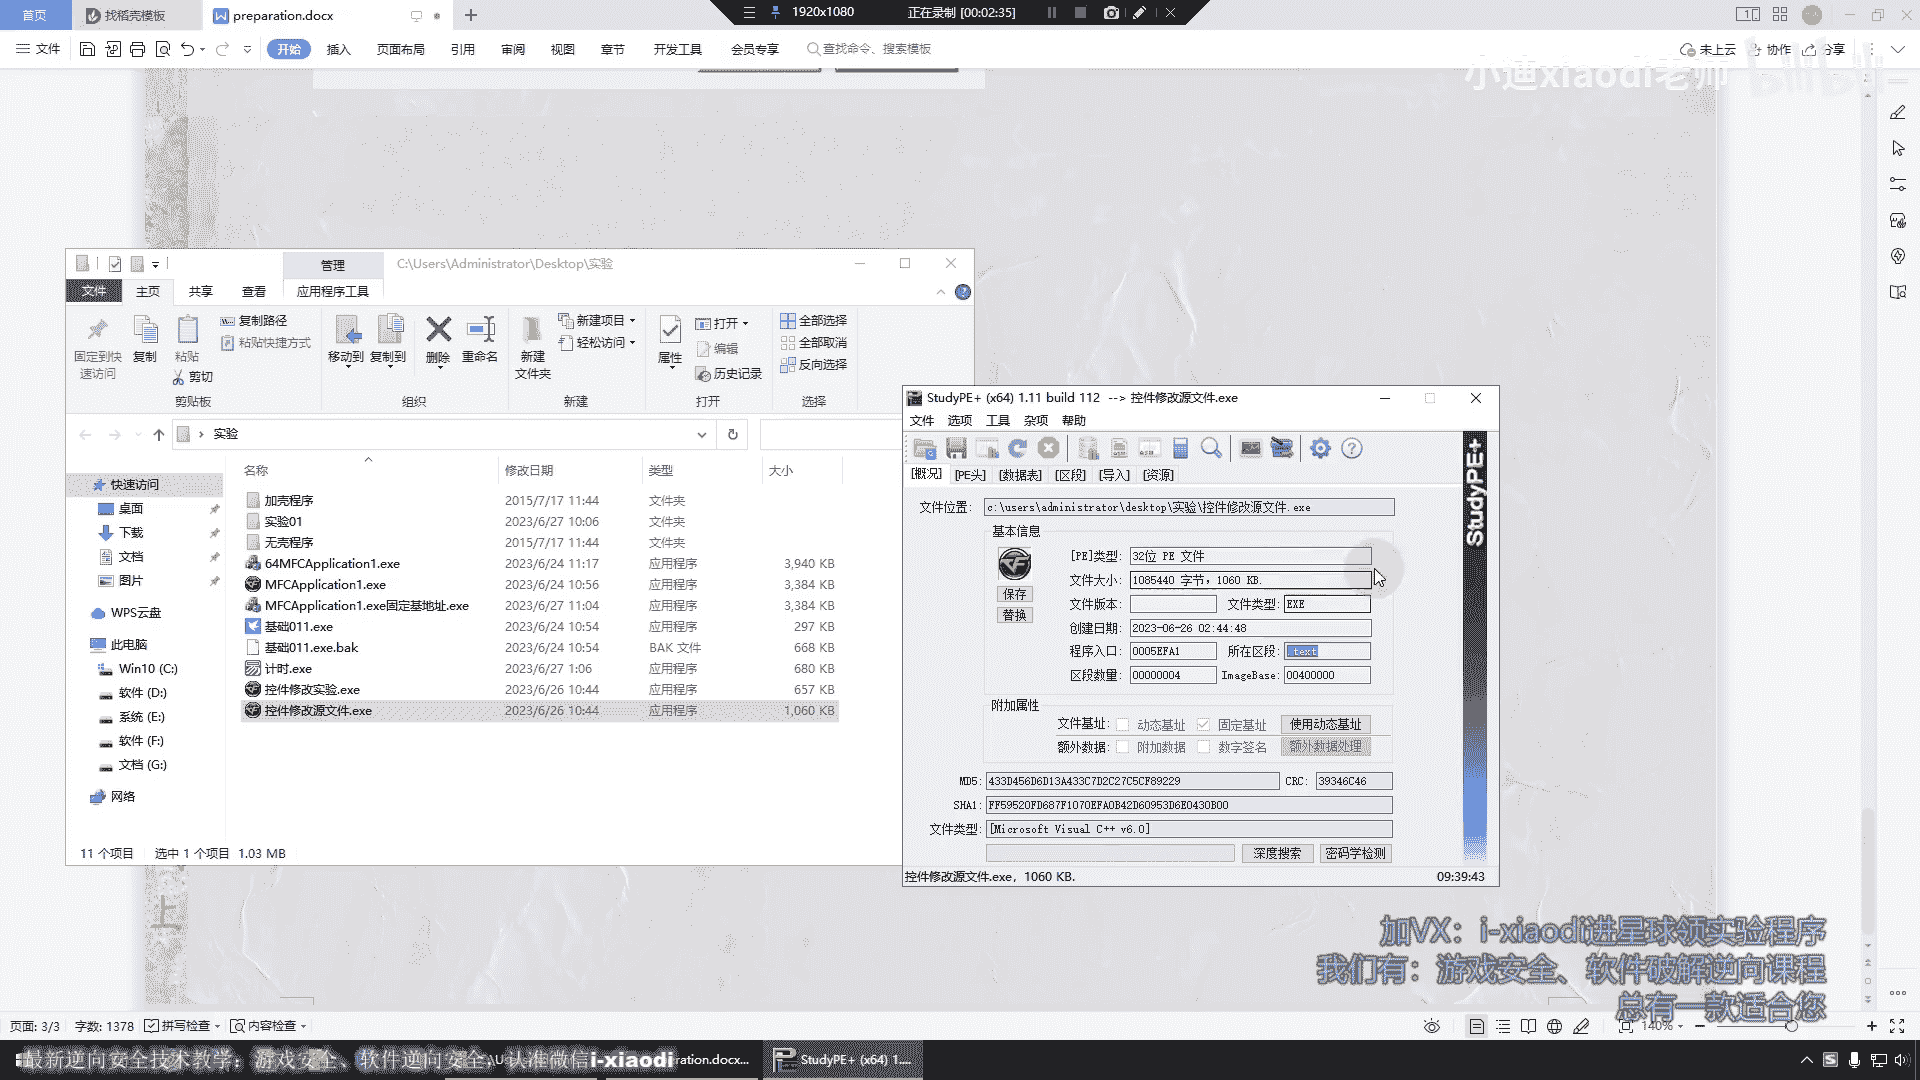 首页
找稻壳模板
preparation.docx
1920x1080
正在录制 [00:02:35]
文件
开始
插入
页面布局
引用
审阅
视图
章节
开发工具
会员专享
查找命令、搜索模板
未上云
协作
分享
小迪xiaodi老师
bilibili
管理
C:\Users\Administrator\Desktop\实验
文件
主页
共享
查看
应用程序工具
固定到快速访问
复制
粘贴
复制路径
粘贴快捷方式
剪切
剪贴板
移动到
复制到
删除
重命名
组织
新建文件夹
新建项目
轻松访问
新建
属性
打开
编辑
历史记录
打开
全部选择
全部取消
反向选择
选择
实验
名称
修改日期
类型
大小
快速访问
桌面
下载
文档
图片
WPS云盘
此电脑
Win10 (C:)
软件 (D:)
系统 (E:)
软件 (F:)
文档 (G:)
网络
加壳程序 2015/7/17 11:44 文件夹
实验01 2023/6/27 10:06 文件夹
无壳程序 2015/7/17 11:44 文件夹
64MFCApplication1.exe 2023/6/24 11:17 应用程序 3,940 KB
MFCApplication1.exe 2023/6/24 10:56 应用程序 3,384 KB
MFCApplication1.exe固定基地址.exe 2023/6/27 11:04 应用程序 3,384 KB
基础011.exe 2023/6/24 10:54 应用程序 297 KB
基础011.exe.bak 2023/6/24 10:54 BAK 文件 668 KB
计时.exe 2023/6/27 1:06 应用程序 680 KB
控件修改实验.exe 2023/6/26 10:44 应用程序 657 KB
控件修改源文件.exe 2023/6/26 10:44 应用程序 1,060 KB
11 个项目 选中 1 个项目 1.03 MB
StudyPE+ (x64) 1.11 build 112 --> 控件修改源文件.exe
文件 选项 工具 杂项 帮助
[概况] [PE头] [数据表] [区段] [导入] [资源]
StudyPE+
文件位置: c:\users\administrator\desktop\实验\控件修改源文件.exe
基本信息
保存
替换
[PE]类型: 32位 PE 文件
文件大小: 1085440 字节，1060 KB.
文件版本: 文件类型: EXE
创建日期: 2023-06-26 02:44:48
程序入口: 0005EFA1 所在区段: .text
区段数量: 00000004 ImageBase: 00400000
附加属性
文件基址: 动态基址 固定基址 使用动态基址
额外数据: 附加数据 数字签名 额外数据处理
MD5: 433D456D6D13A433C7D2C27C5CF89229 CRC: 39346C46
SHA1: FF59520FD687F1070EFA0B42D60953D6E0430B00
文件类型: [Microsoft Visual C++ v6.0]
深度搜索 密码学检测
控件修改源文件.exe，1060 KB. 09:39:43
加VX：i-xiaodi进星球领实验程序
我们有：游戏安全、软件破解逆向课程
总有一款适合您
页面: 3/3 字数: 1378 拼写检查 内容检查
140%
最新逆向安全技术教学：游戏安全、软件逆向安全，认准微信i-xiaodi
ration.docx...
StudyPE+ (x64) 1....